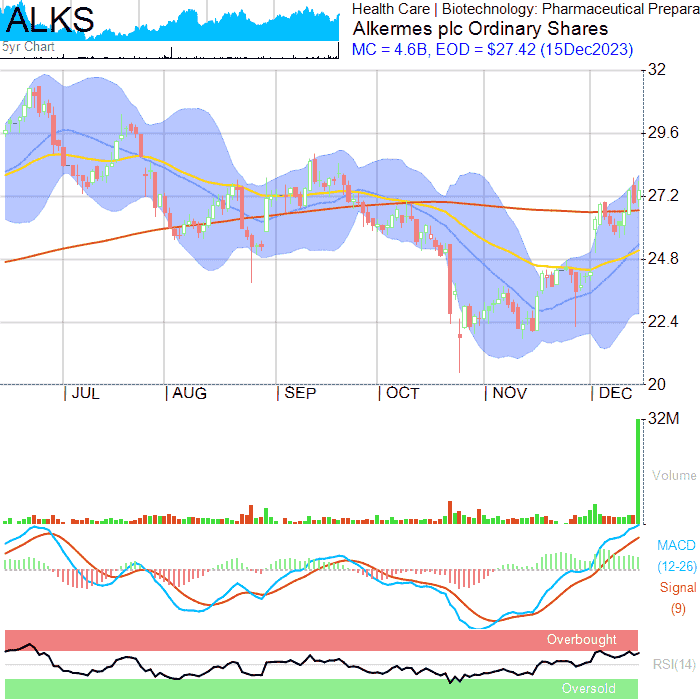 ALKS
5yr Chart
Health Care | Biotechnology: Pharmaceutical Prepara
Alkermes plc Ordinary Shares
MC = 4.6B, EOD = $27.42 (15Dec2023)
32
29.6
27.2
24.8
22.4
20
| JUL | AUG | SEP | OCT | NOV | DEC
32M
Volume
MACD
(12-26)
Signal
(9)
Overbought
RSI(14)
Oversold